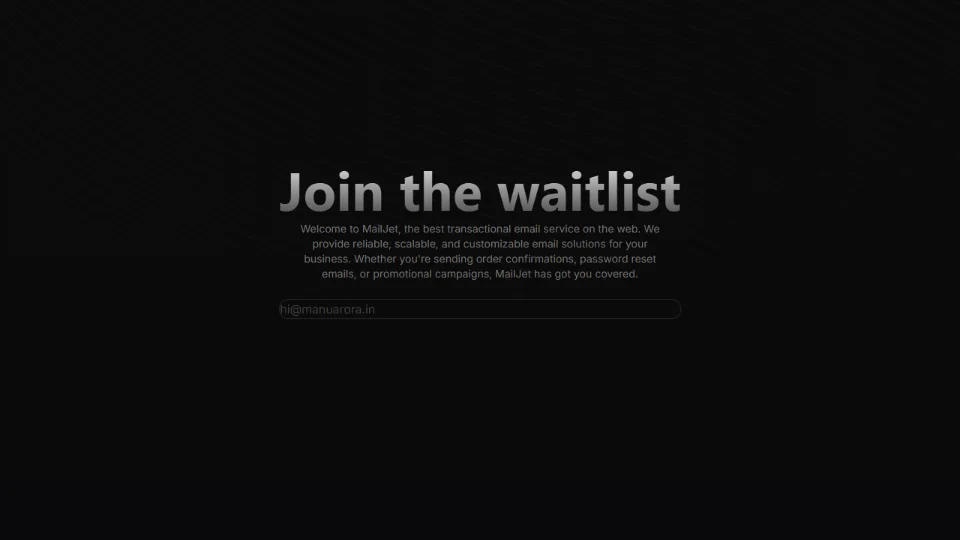 Join the waitlist
Welcome to MailJet, the best transactional email service on the web. We
provide reliable, scalable, and customizable email solutions for your
business. Whether you're sending order confirmations, password reset
emails, or promotional campaigns, MailJet has got you covered.
hi@manuarora.in